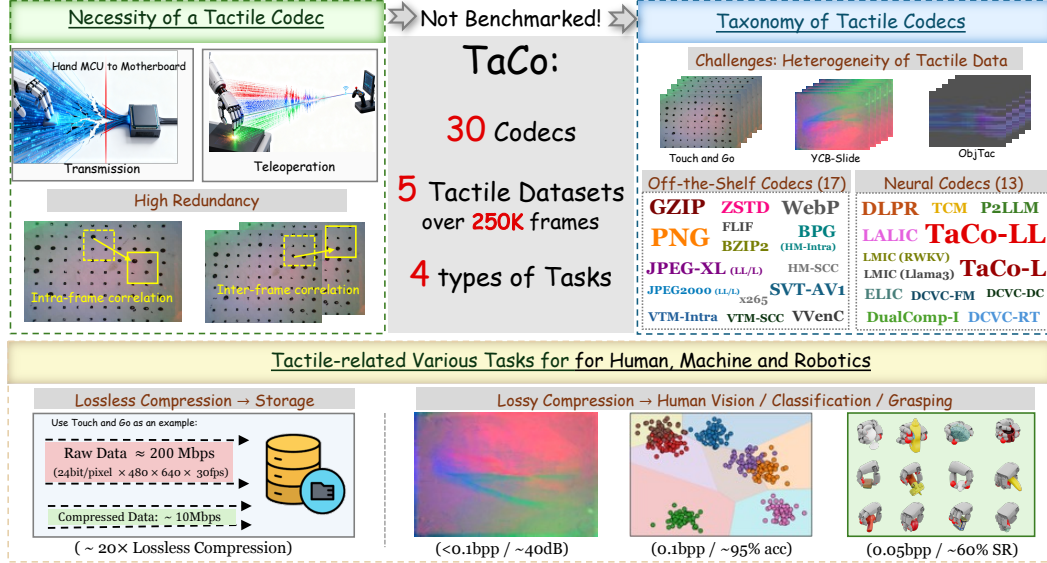 Necessity of a Tactile Codec
Hand MCU to Motherboard
Transmission
Teleoperation
High Redundancy
Intra-frame correlation
Inter-frame correlation
Not Benchmarked!
TaCo:
30 Codecs
5 Tactile Datasets
over 250K frames
4 types of Tasks
Taxonomy of Tactile Codecs
Challenges: Heterogeneity of Tactile Data
Touch and Go
YCB-Slide
ObjTac
Off-the-Shelf Codecs (17)
GZIP ZSTD WebP
PNG FLIF BPG
BZIP2 (HM-Intra)
JPEG-XL (LL/L) HM-SCC
JPEG2000 (LL/L) x265 SVT-AV1
VTM-Intra VTM-SCC VVenC
Neural Codecs (13)
DLPR TCM P2LLM
LALIC TaCo-LL
LMIC (RWKV)
LMIC (Llama3) TaCo-L
ELIC DCVC-FM DCVC-DC
DualComp-I DCVC-RT
Tactile-related Various Tasks for for Human, Machine and Robotics
Lossless Compression → Storage
Use Touch and Go as an example:
Raw Data ≈ 200 Mbps
(24bit/pixel × 480 × 640 × 30fps)
Compressed Data: ~ 10Mbps
( ~ 20× Lossless Compression)
Lossy Compression → Human Vision / Classification / Grasping
(<0.1bpp / ~40dB)
(0.1bpp / ~95% acc)
(0.05bpp / ~60% SR)